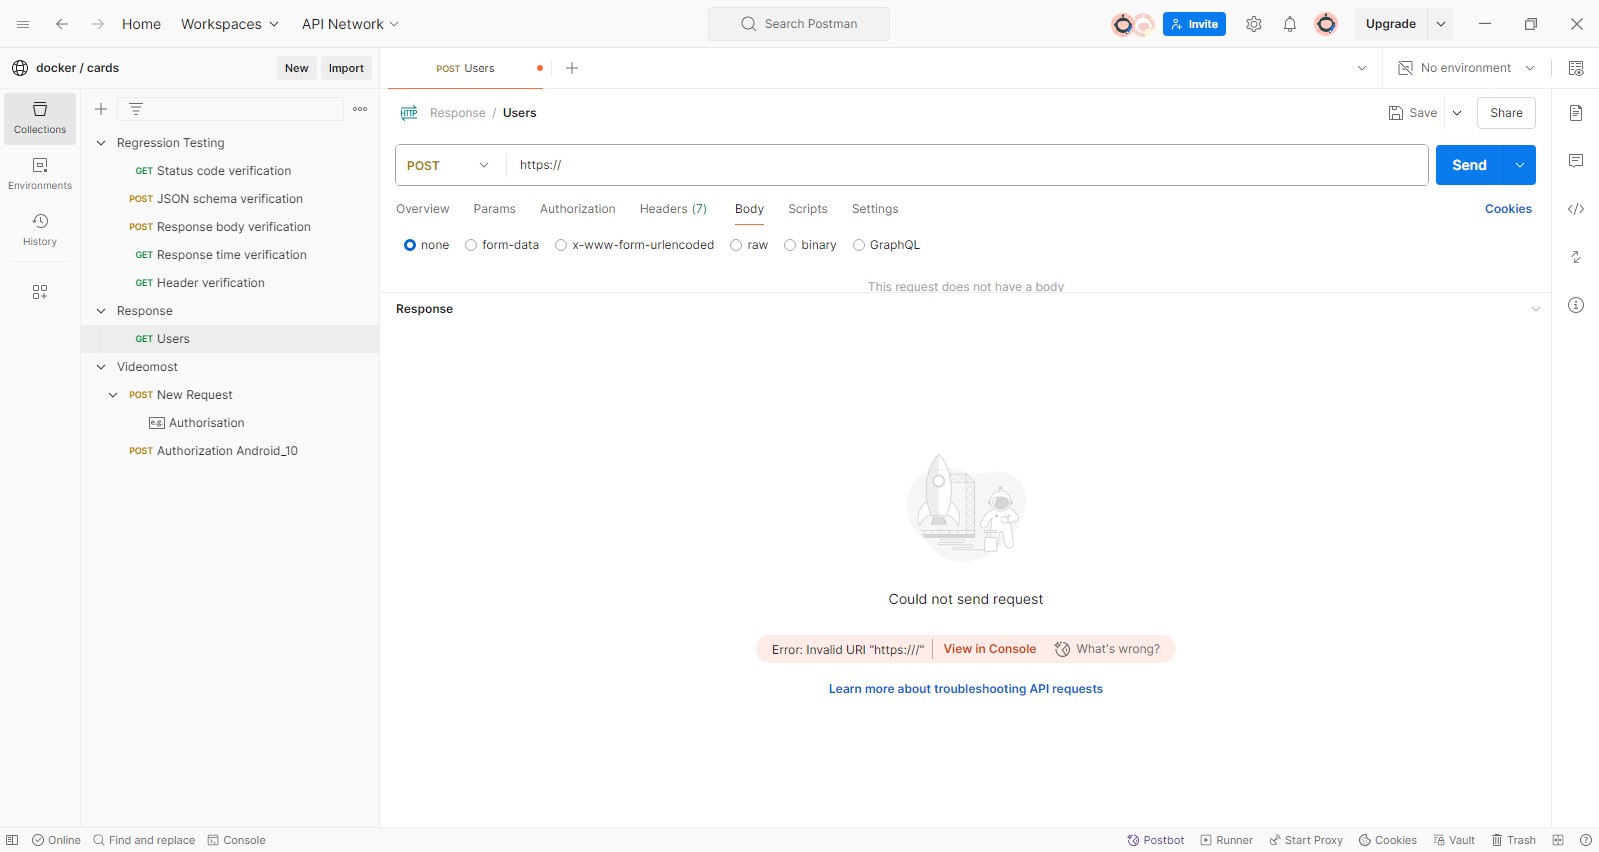 Home Workspaces API Network Search Postman Invite Upgrade
docker / cards New Import POST Users No environment
Collections
Environments
History
Regression Testing
GET Status code verification
POST JSON schema verification
POST Response body verification
GET Response time verification
GET Header verification
Response
GET Users
Videomost
POST New Request
e.g. Authorisation
POST Authorization Android_10
HTTP Response / Users Save Share
POST https:// Send
Overview Params Authorization Headers (7) Body Scripts Settings Cookies
none form-data x-www-form-urlencoded raw binary GraphQL
This request does not have a body
Response
Could not send request
Error: Invalid URI "https:///" View in Console What's wrong?
Learn more about troubleshooting API requests
Online Find and replace Console Postbot Runner Start Proxy Cookies Vault Trash